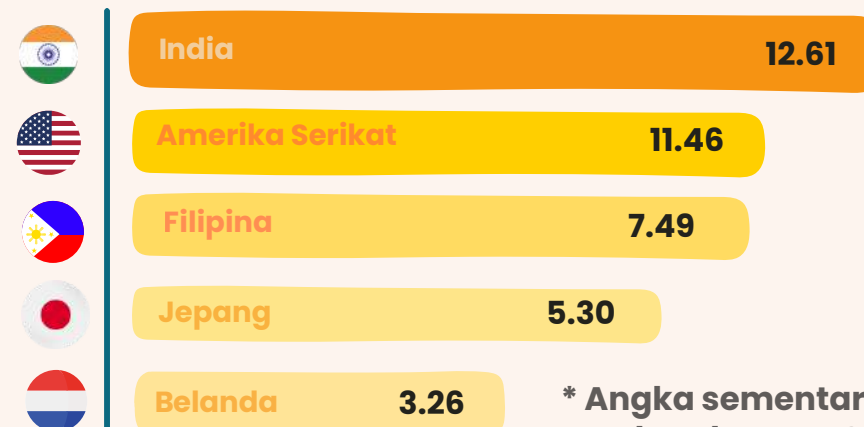 India 12.61
Amerika Serikat 11.46
Filipina 7.49
Jepang 5.30
Belanda 3.26
* Angka sementar